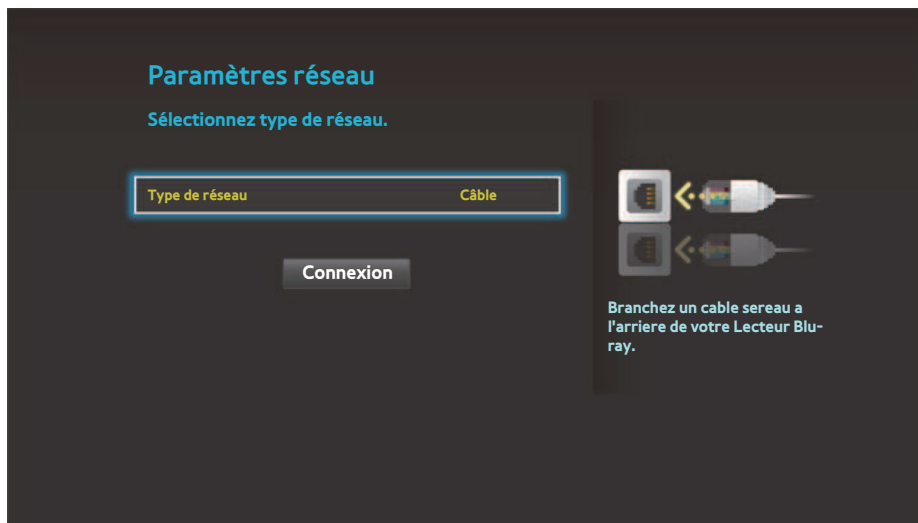 Paramètres réseau
Sélectionnez type de réseau.
Type de réseau Câble
Connexion
Branchez un cable sereau a
l'arriere de votre Lecteur Blu-
ray.